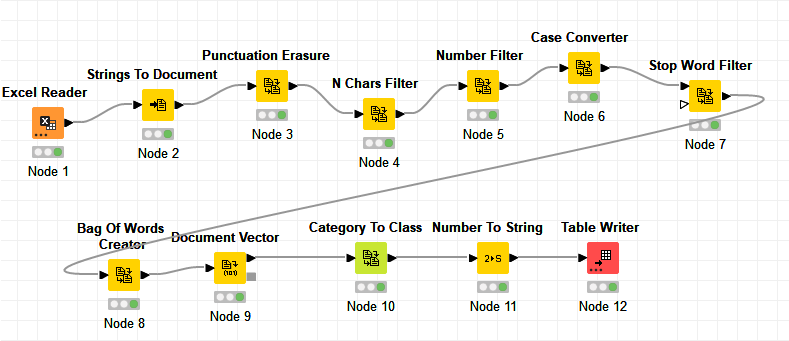 Excel Reader
Node 1
Strings To Document
Node 2
Punctuation Erasure
Node 3
N Chars Filter
Node 4
Number Filter
Node 5
Case Converter
Node 6
Stop Word Filter
Node 7
Bag Of Words
Creator
Node 8
Document Vector
(101)
Node 9
Category To Class
Node 10
Number To String
2▸S
Node 11
Table Writer
Node 12